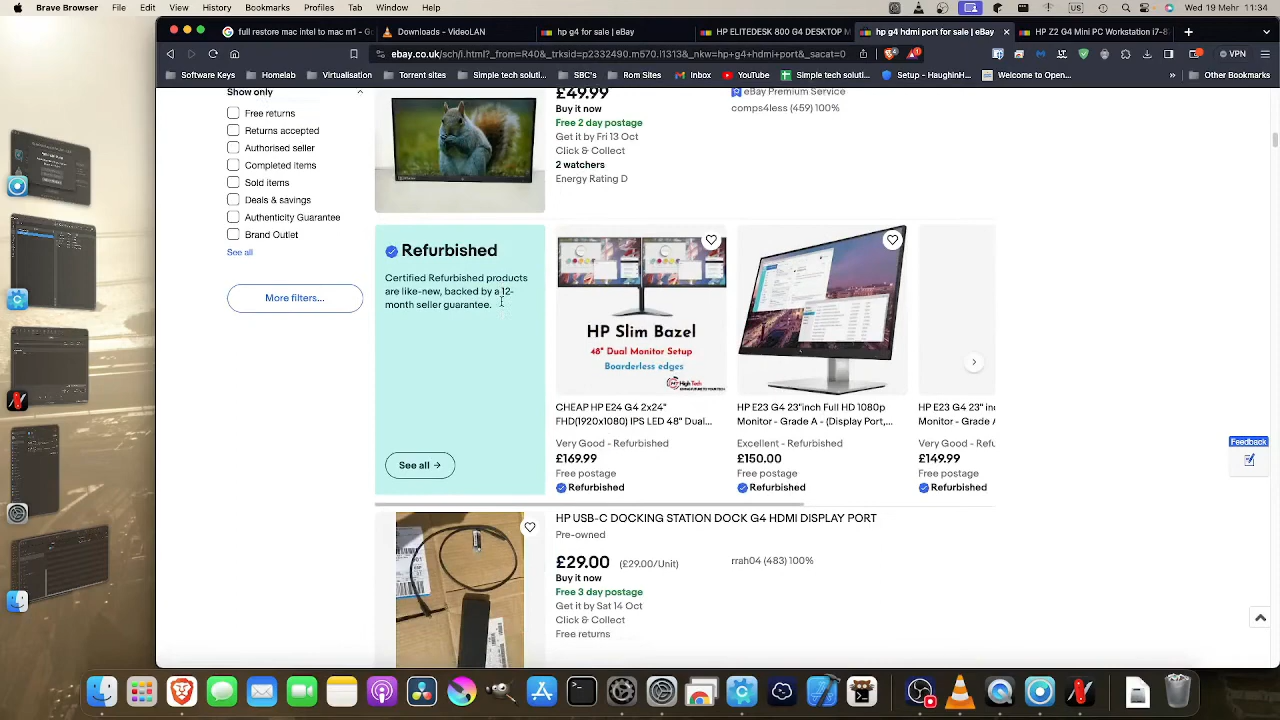 Brave Browser File Edit View History Bookmarks Profiles Tab Window Help Wed 19 Mehr 11:34
full restore mac intel to mac m1 - Go
Downloads - VideoLAN
hp g4 for sale | eBay
HP ELITEDESK 800 G4 DESKTOP M
hp g4 hdmi port for sale | eBay
HP Z2 G4 Mini PC Workstation i7-8
ebay.co.uk/sch/i.html?_from=R40&_trksid=p2332490.m570.l1313&_nkw=hp+g4+hdmi+port&_sacat=0
VPN
Software Keys Homelab Virtualisation Torrent sites Simple tech soluti... SBC's Rom Sites Inbox YouTube Simple tech soluti... Setup - HaughlinH... Welcome to Open... » Other Bookmarks
Show only
Free returns
Returns accepted
Authorised seller
Completed items
Sold items
Deals & savings
Authenticity Guarantee
Brand Outlet
See all
More filters...
£49.99
Buy it now
Free 2 day postage
Get it by Fri 13 Oct
Click & Collect
2 watchers
Energy Rating D
eBay Premium Service
comps4less (459) 100%
Refurbished
Certified Refurbished products
are like-new, backed by a 12-
month seller guarantee.
See all →
HP Slim Bazel
48" Dual Monitor Setup
Boarderless edges
High Tech
CHEAP HP E24 G4 2x24"
FHD(1920x1080) IPS LED 48" Dual...
Very Good - Refurbished
£169.99
Free postage
Refurbished
HP E23 G4 23"inch Full HD 1080p
Monitor - Grade A - (Display Port,...
Excellent - Refurbished
£150.00
Free postage
Refurbished
HP E23 G4 23" inc
Monitor - Grade A
Very Good - Refu
£149.99
Free postage
Refurbished
Feedback
HP USB-C DOCKING STATION DOCK G4 HDMI DISPLAY PORT
Pre-owned
£29.00 (£29.00/Unit)
Buy it now
Free 3 day postage
Get it by Sat 14 Oct
Click & Collect
Free returns
rrah04 (483) 100%